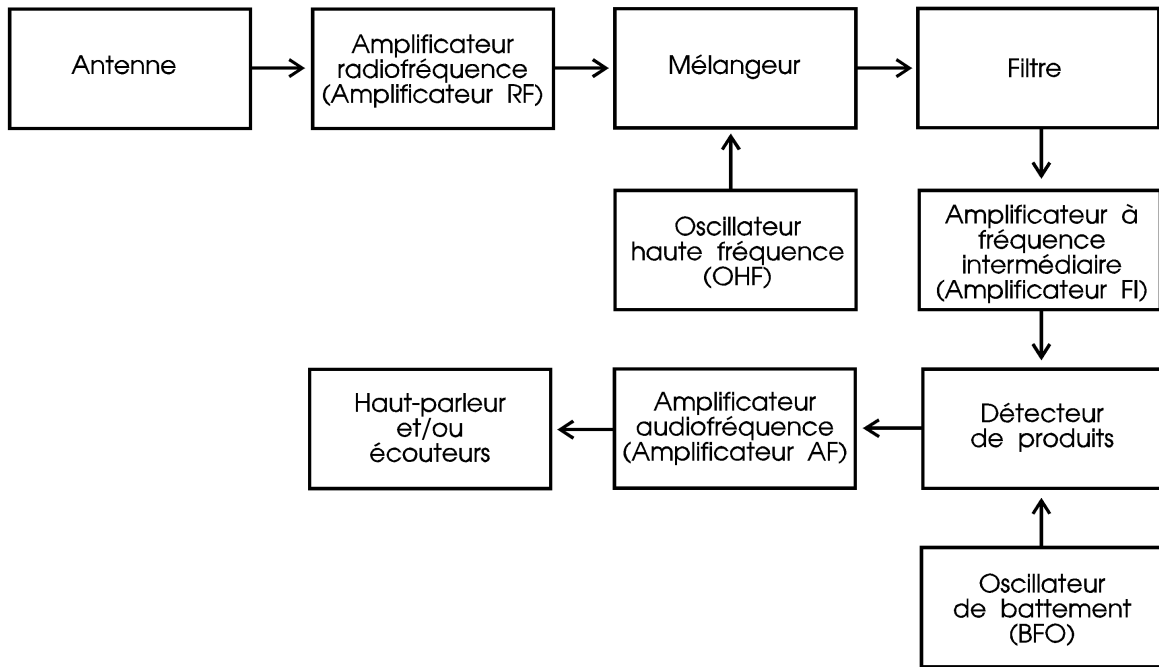 Antenne
Amplificateur
radiofréquence
(Amplificateur RF)
Mélangeur
Filtre
Oscillateur
haute fréquence
(OHF)
Amplificateur à
fréquence
intermédiaire
(Amplificateur FI)
Haut-parleur
et/ou
écouteurs
Amplificateur
audiofréquence
(Amplificateur AF)
Détecteur
de produits
Oscillateur
de battement
(BFO)